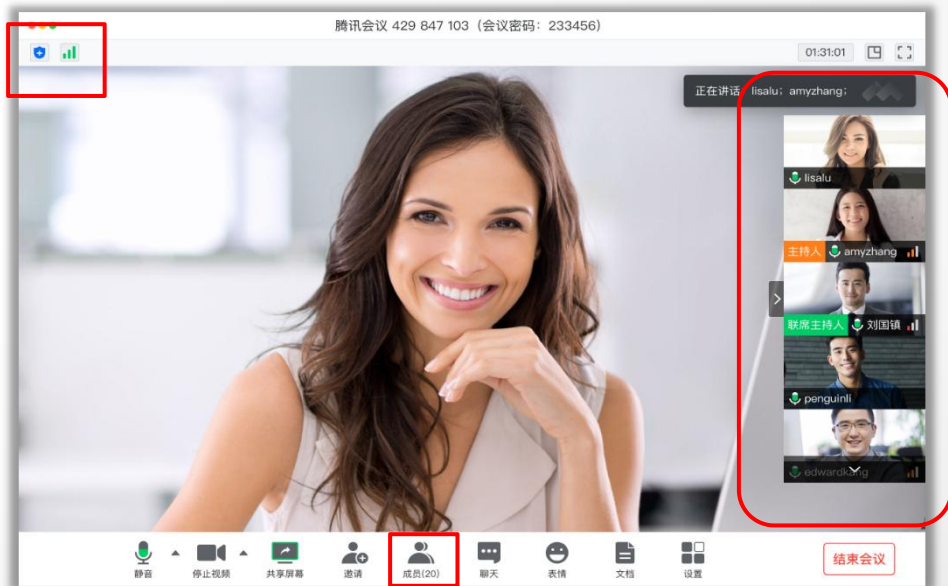 腾讯会议 429 847 103（会议密码：233456）
01:31:01
正在讲话 lisalu；amyzhang；
lisalu
主持人 amyzhang
联席主持人 刘国镇
penguinli
edwardkang
静音 停止视频 共享屏幕 邀请 成员(20) 聊天 表情 文档 设置 结束会议